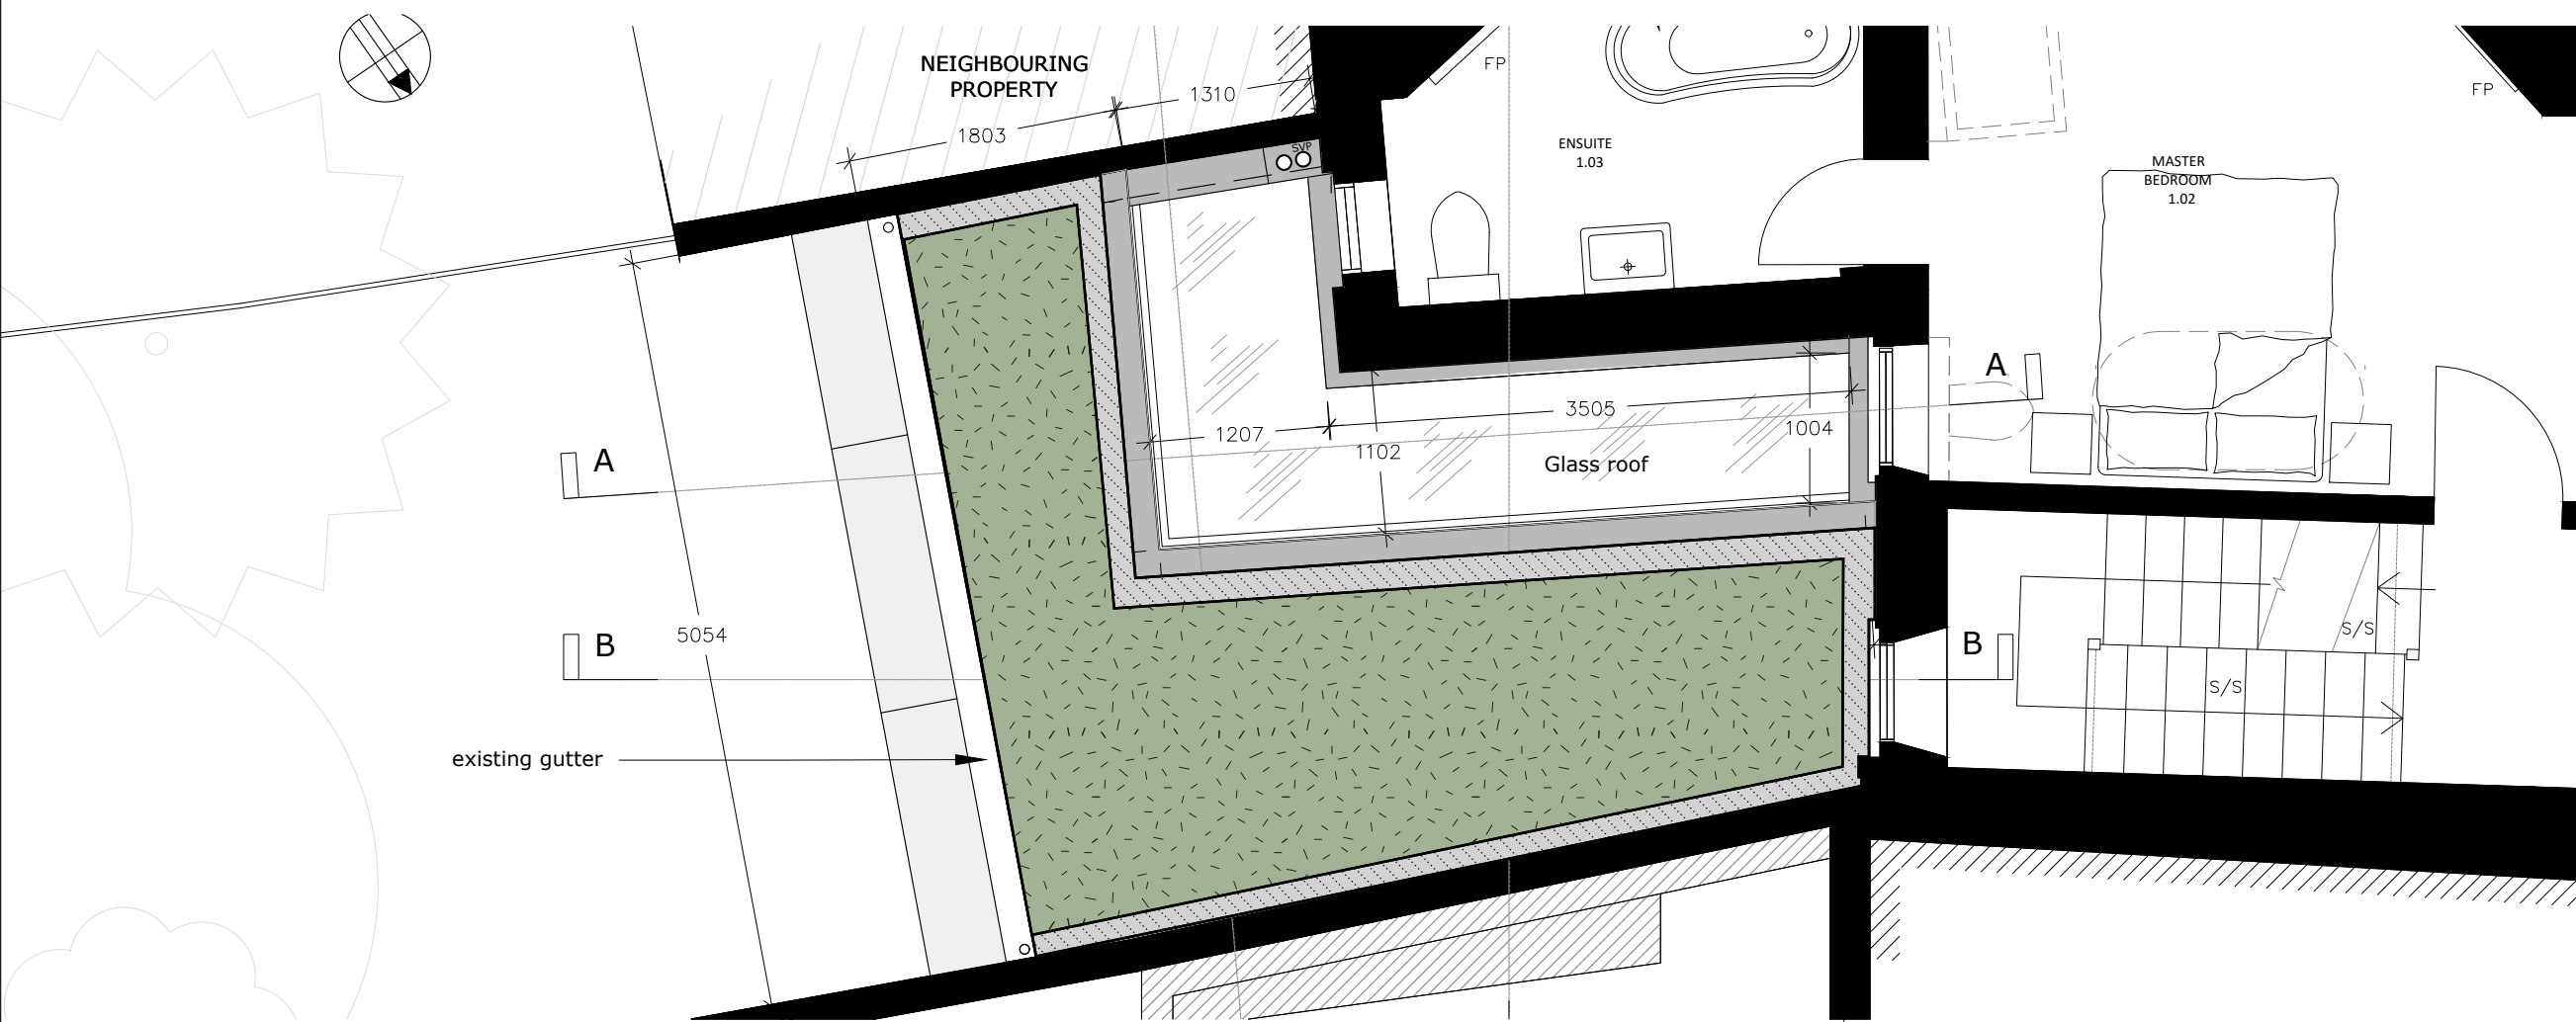 NEIGHBOURING
PROPERTY
1310
1803
SVP
FP
FP
ENSUITE
1.03
MASTER
BEDROOM
1.02
A
A
3505
1207
1004
1102
Glass roof
B
B
5054
S/S
S/S
existing gutter